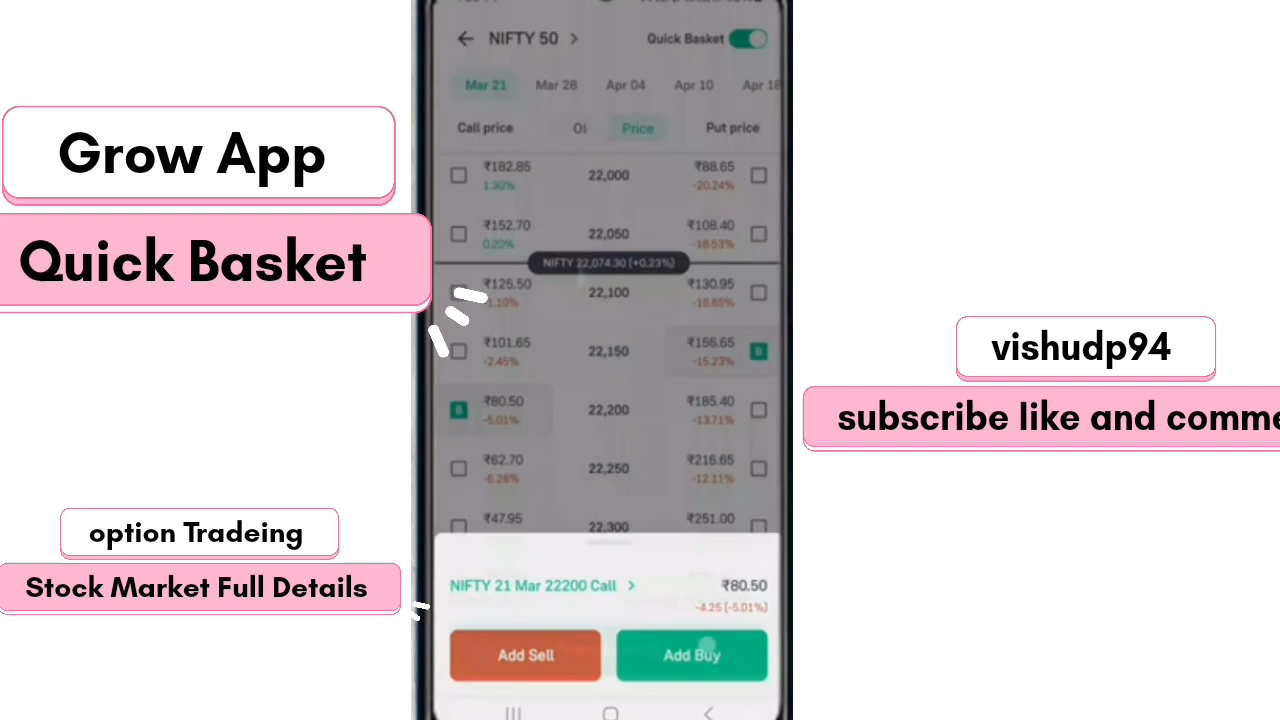 Grow App
Quick Basket
option Tradeing
Stock Market Full Details
NIFTY 50
Quick Basket
Mar 21 Mar 28 Apr 04 Apr 10 Apr 18
Call price OI Price Put price
₹182.85 22,000 ₹88.65
1.30% -20.24%
₹152.70 22,050 ₹108.40
0.20% -18.53%
NIFTY 22,074.30 (+0.23%)
₹125.50 22,100 ₹130.95
-1.10% -16.65%
₹101.65 22,150 ₹156.65 B
-2.45% -15.23%
B ₹80.50 22,200 ₹185.40
-5.01% -13.71%
₹62.70 22,250 ₹216.65
-6.28% -12.11%
₹47.95 22,300 ₹251.00
NIFTY 21 Mar 22200 Call ₹80.50
-4.25 (-5.01%)
Add Sell Add Buy
vishudp94
subscribe like and comme